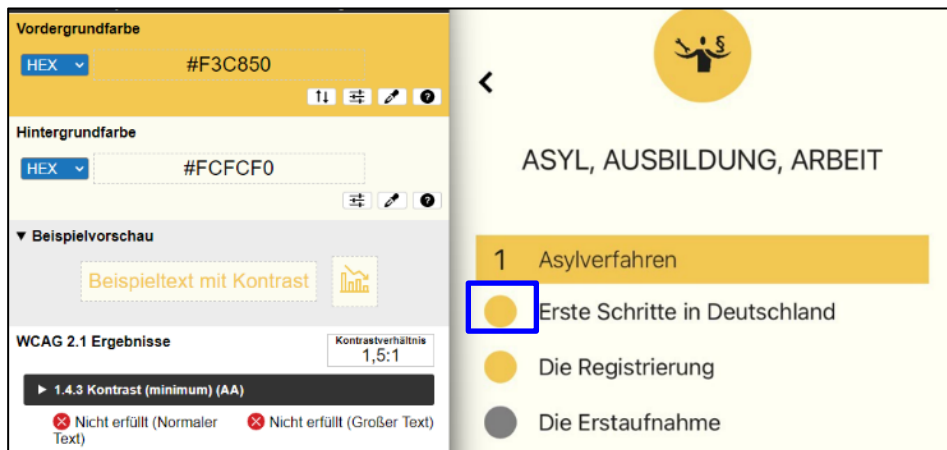 Vordergrundfarbe
HEX
#F3C850
Hintergrundfarbe
HEX
#FCFCF0
▼ Beispielvorschau
Beispieltext mit Kontrast
WCAG 2.1 Ergebnisse
Kontrastverhältnis
1,5:1
▶ 1.4.3 Kontrast (minimum) (AA)
Nicht erfüllt (Normaler
Text)
Nicht erfüllt (Großer Text)
§
ASYL, AUSBILDUNG, ARBEIT
1 Asylverfahren
Erste Schritte in Deutschland
Die Registrierung
Die Erstaufnahme